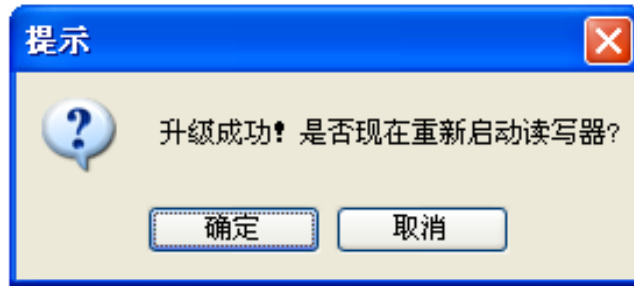 提示
升级成功！是否现在重新启动读写器？
确定
取消